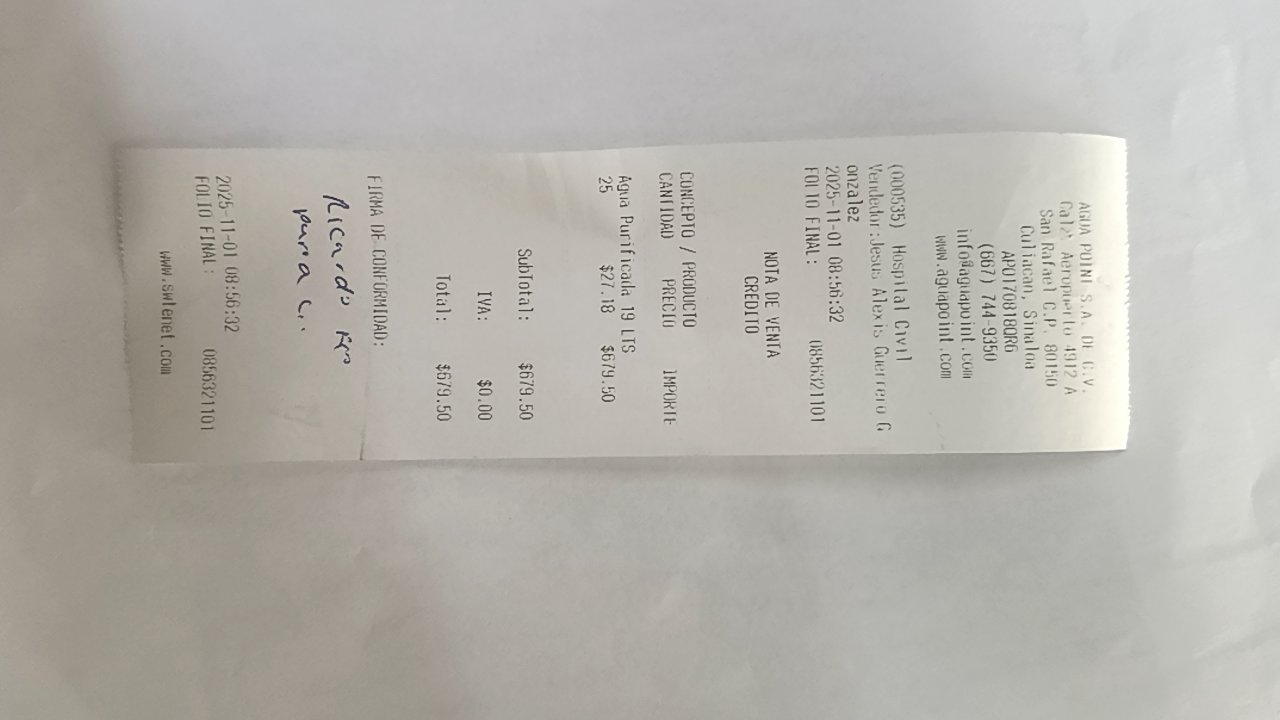 AGUA POINT S.A. DE C.V.
Calz. Aeropuerto 4912 A
San Rafael C.P. 80150
Culiacan, Sinaloa
APO170818QR6
(667) 744-9350
info@aguapoint.com
www.aguapoint.com
(000535) Hospital Civil
Vendedor:Jesus Alexis Guerrero G
onzalez
2025-11-01 08:56:32
FOLIO FINAL: 0856321101
NOTA DE VENTA
CREDITO
CONCEPTO / PRODUCTO
CANTIDAD PRECIO IMPORTE
Agua Purificada 19 LTS
25 $27.18 $679.50
SubTotal: $679.50
IVA: $0.00
Total: $679.50
FIRMA DE CONFORMIDAD:
Ricardo
2025-11-01 08:56:32
FOLIO FINAL: 0856321101
www.swtenet.com